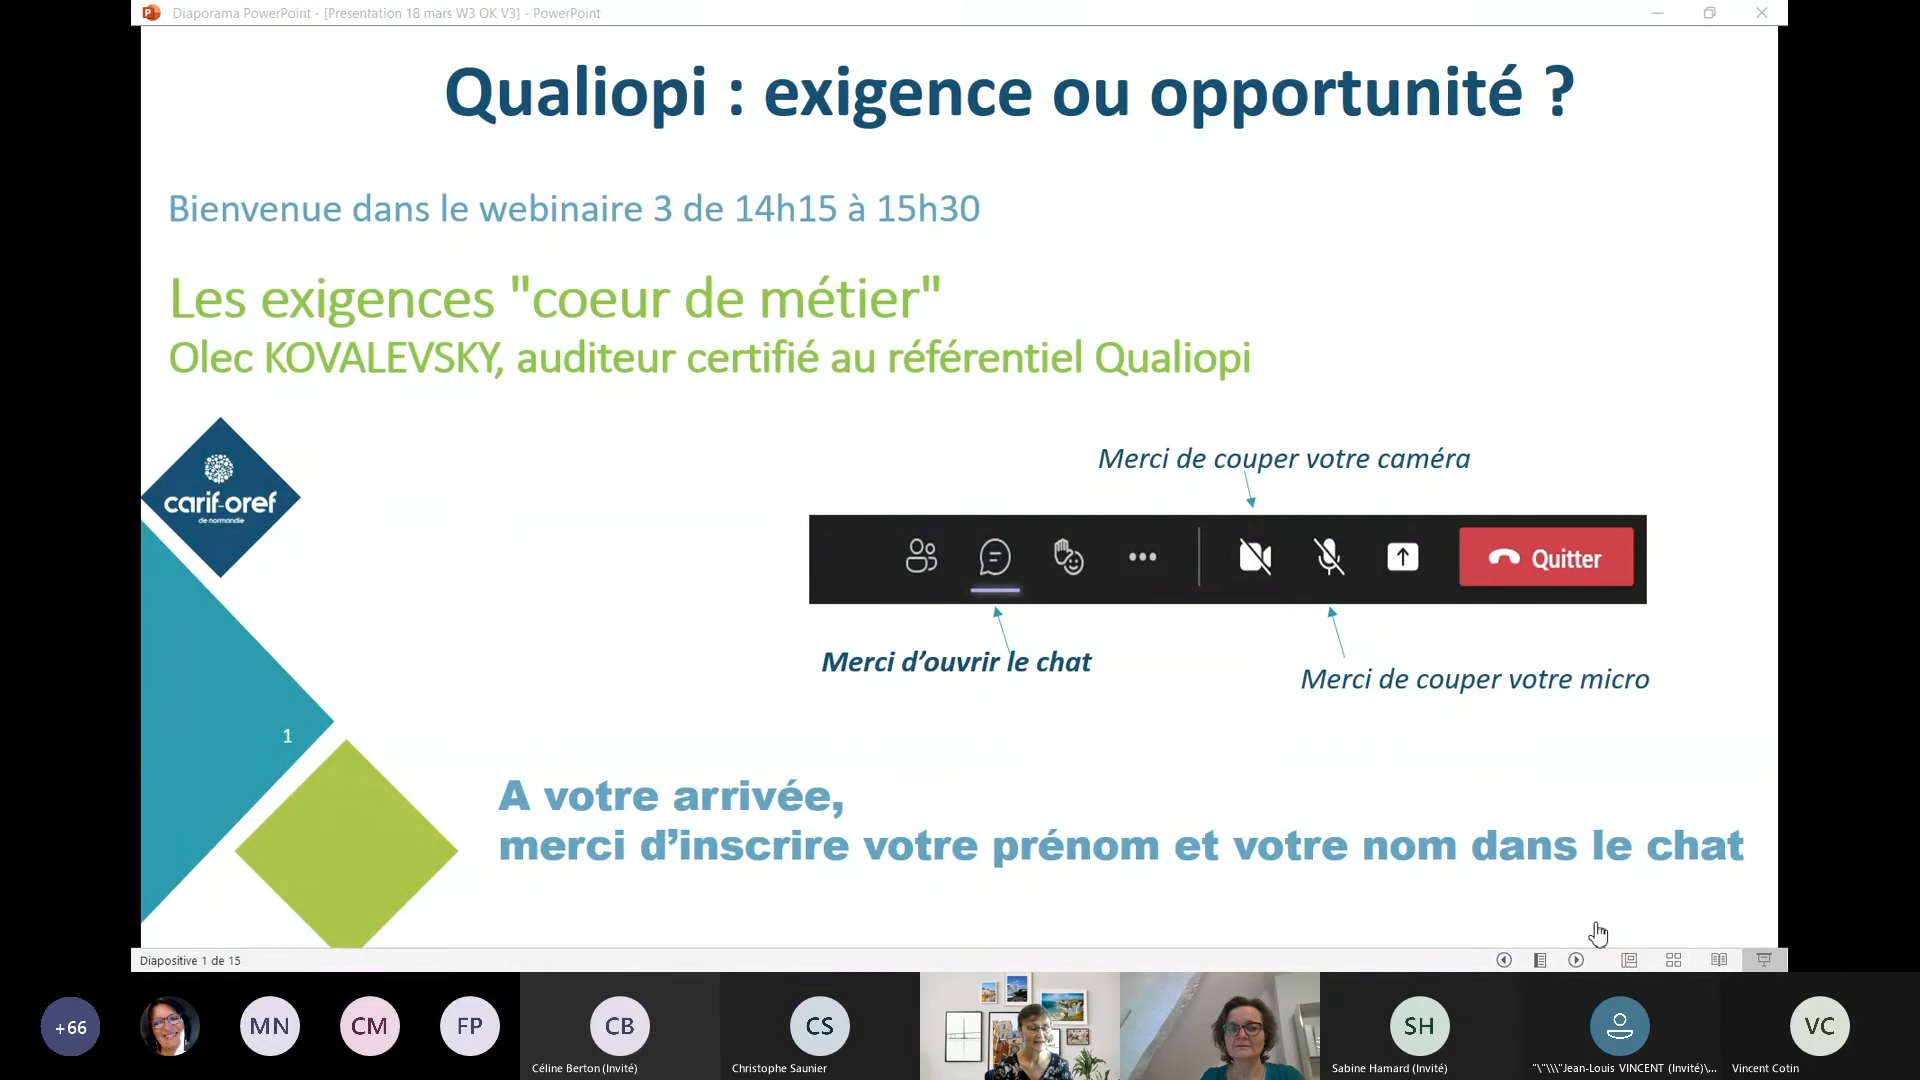 Diaporama PowerPoint - [Presentation 18 mars W3 OK V3] - PowerPoint
Qualiopi : exigence ou opportunité ?
Bienvenue dans le webinaire 3 de 14h15 à 15h30
Les exigences "coeur de métier"
Olec KOVALEVSKY, auditeur certifié au référentiel Qualiopi
carif-oref
de normandie
Merci de couper votre caméra
Quitter
Merci d’ouvrir le chat
Merci de couper votre micro
1
A votre arrivée,
merci d’inscrire votre prénom et votre nom dans le chat
Diapositive 1 de 15
+66
MN
CM
FP
CB
Céline Berton (Invité)
CS
Christophe Saunier
SH
Sabine Hamard (Invité)
"\"\\\"Jean-Louis VINCENT (Invité)\...
VC
Vincent Cotin